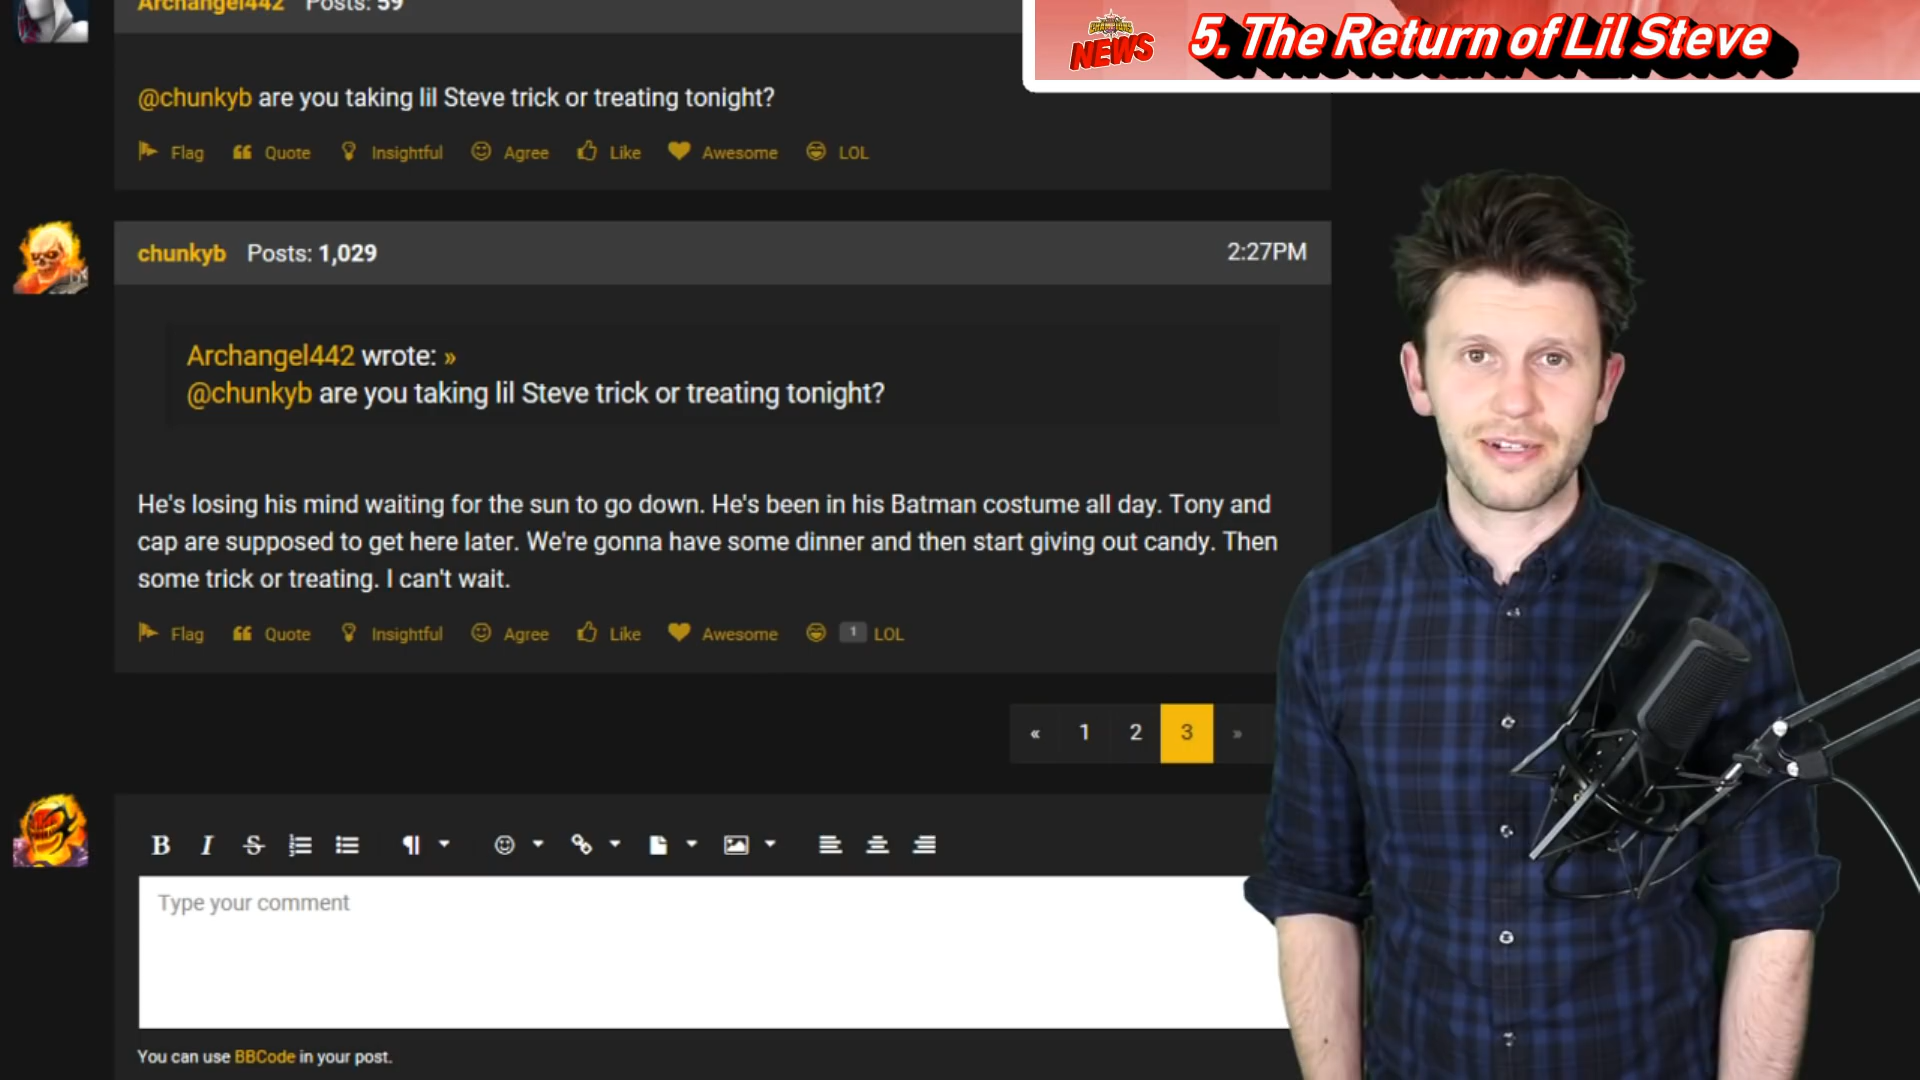 Archangel442 Posts: 59
CHAMPIONS
NEWS
5. The Return of Lil Steve
@chunkyb are you taking lil Steve trick or treating tonight?
Flag Quote Insightful Agree Like Awesome LOL
chunkyb Posts: 1,029 2:27PM
Archangel442 wrote: »
@chunkyb are you taking lil Steve trick or treating tonight?
He's losing his mind waiting for the sun to go down. He's been in his Batman costume all day. Tony and
cap are supposed to get here later. We're gonna have some dinner and then start giving out candy. Then
some trick or treating. I can't wait.
Flag Quote Insightful Agree Like Awesome 1 LOL
« 1 2 3 »
B I S
Type your comment
You can use BBCode in your post.